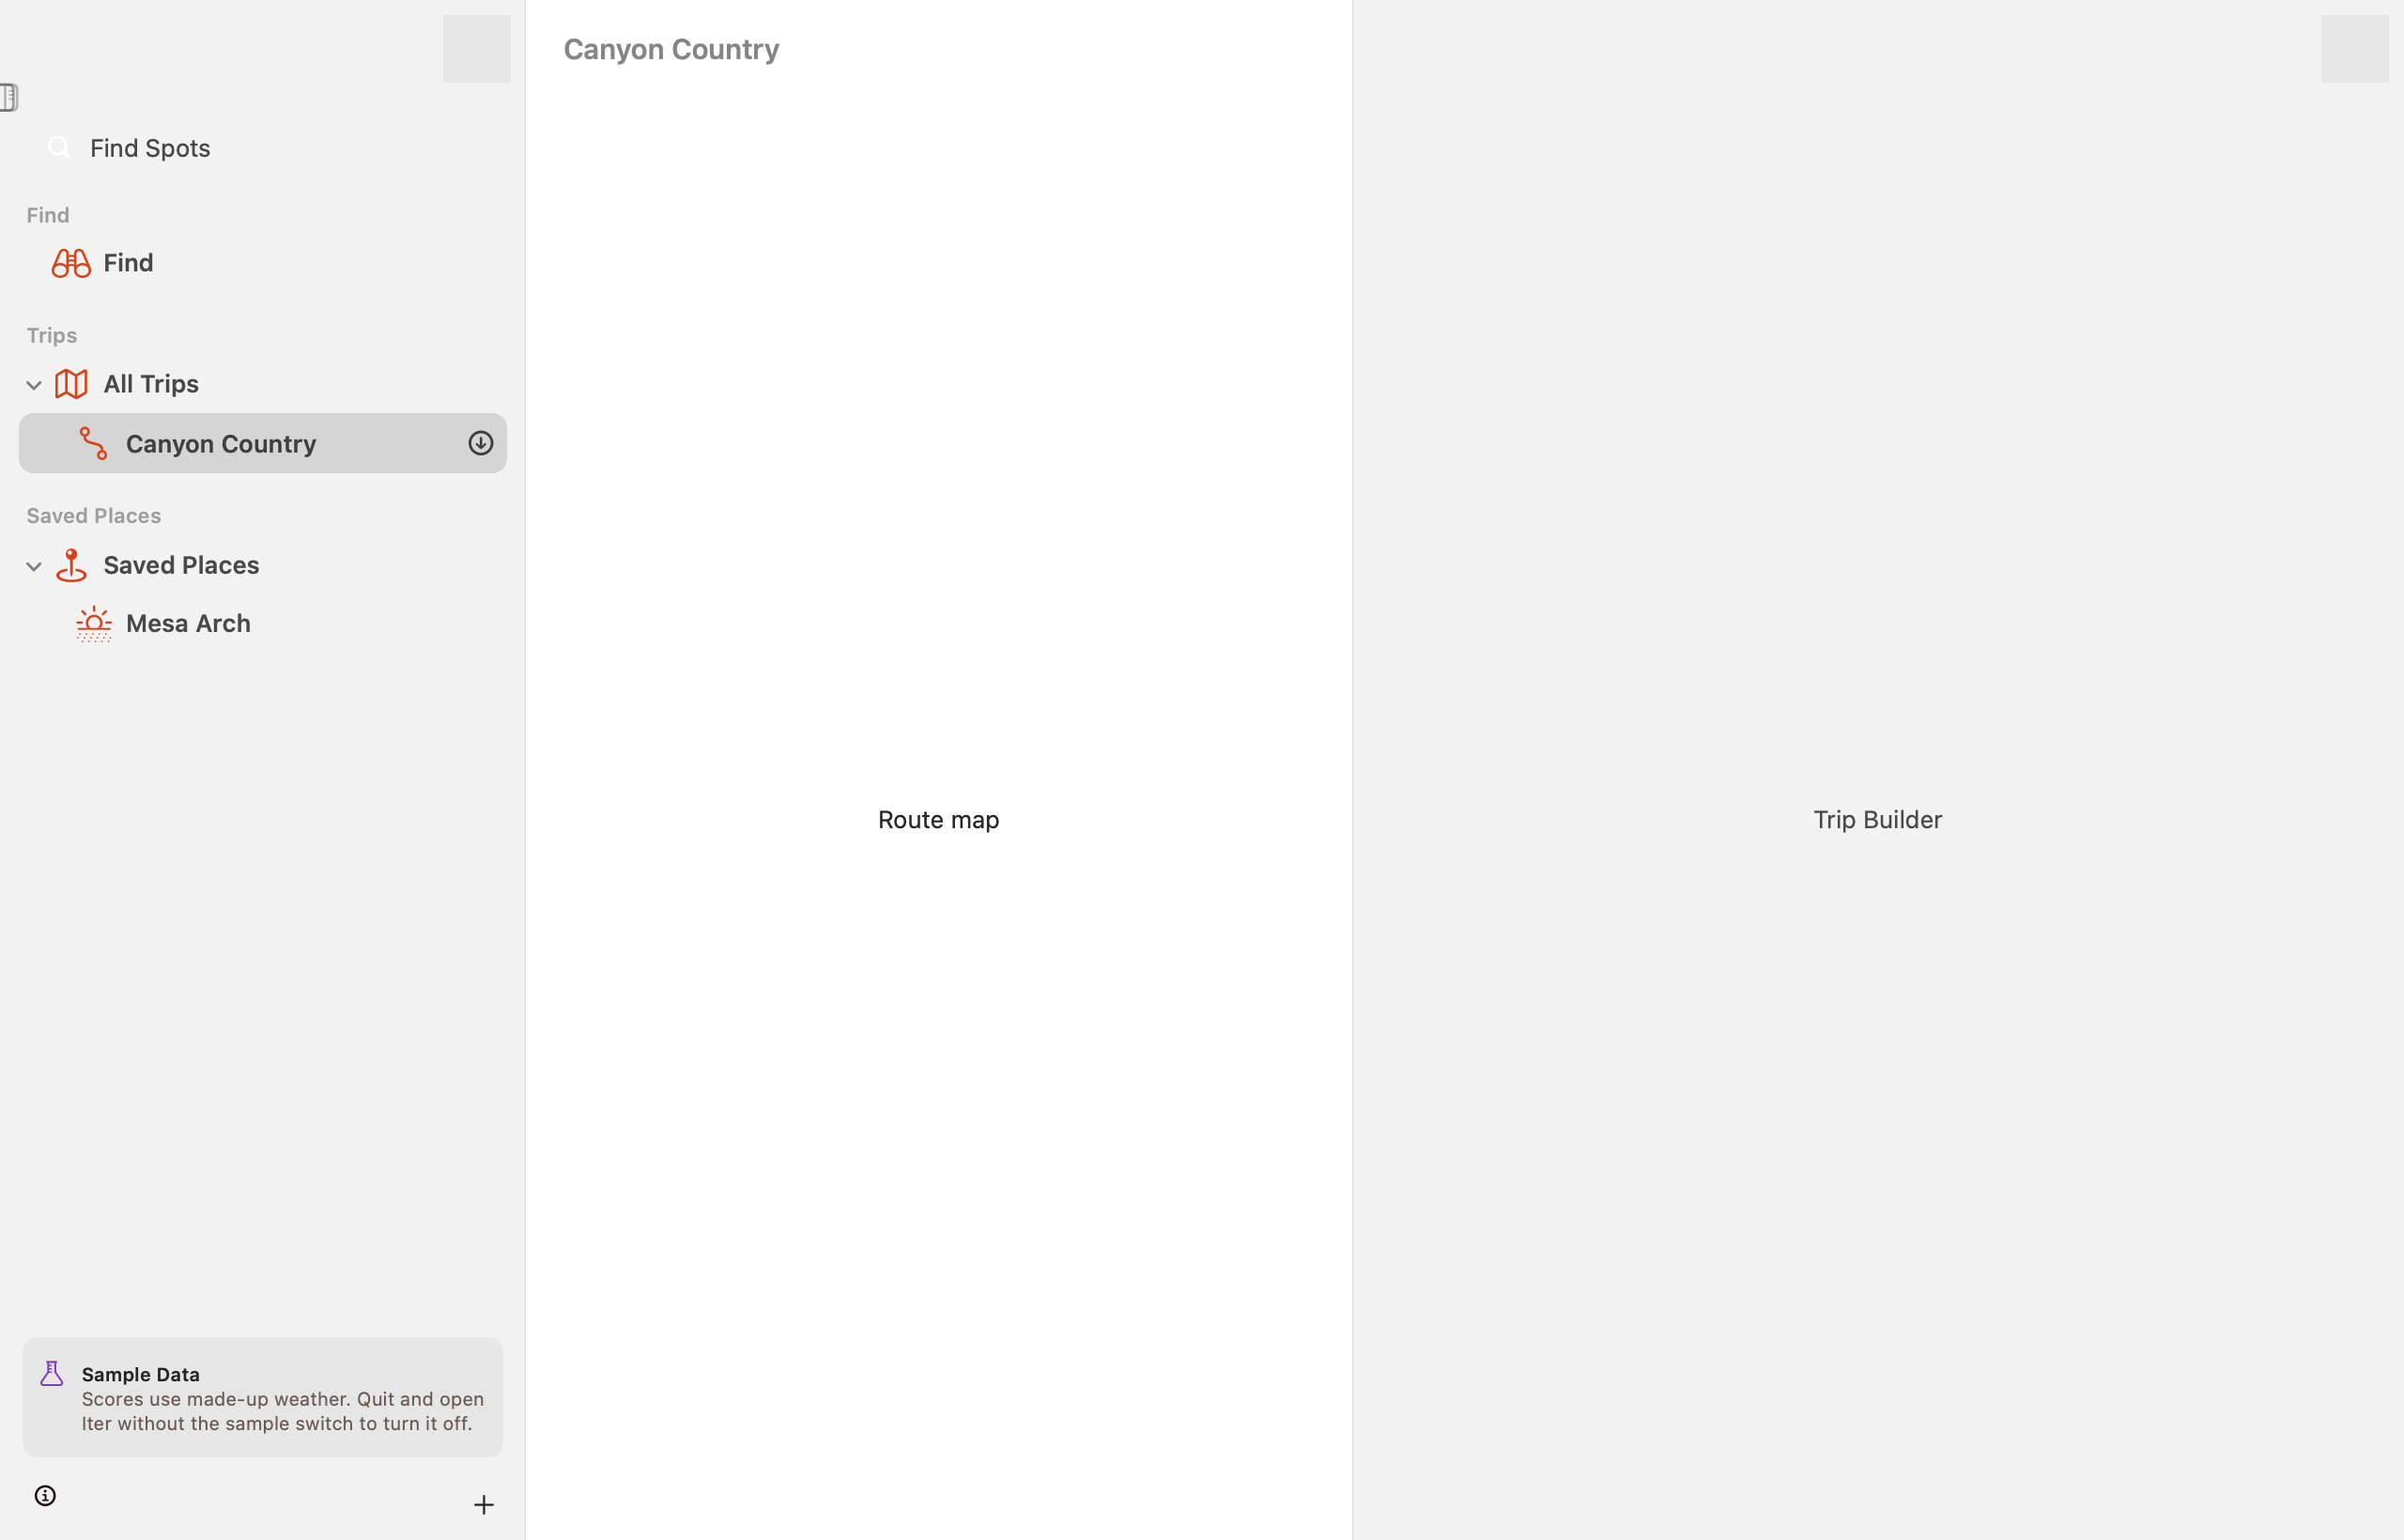 Canyon Country
Find Spots
Find
Find
Trips
All Trips
Canyon Country
Saved Places
Saved Places
Mesa Arch
Route map
Trip Builder
Sample Data
Scores use made-up weather. Quit and open
Iter without the sample switch to turn it off.